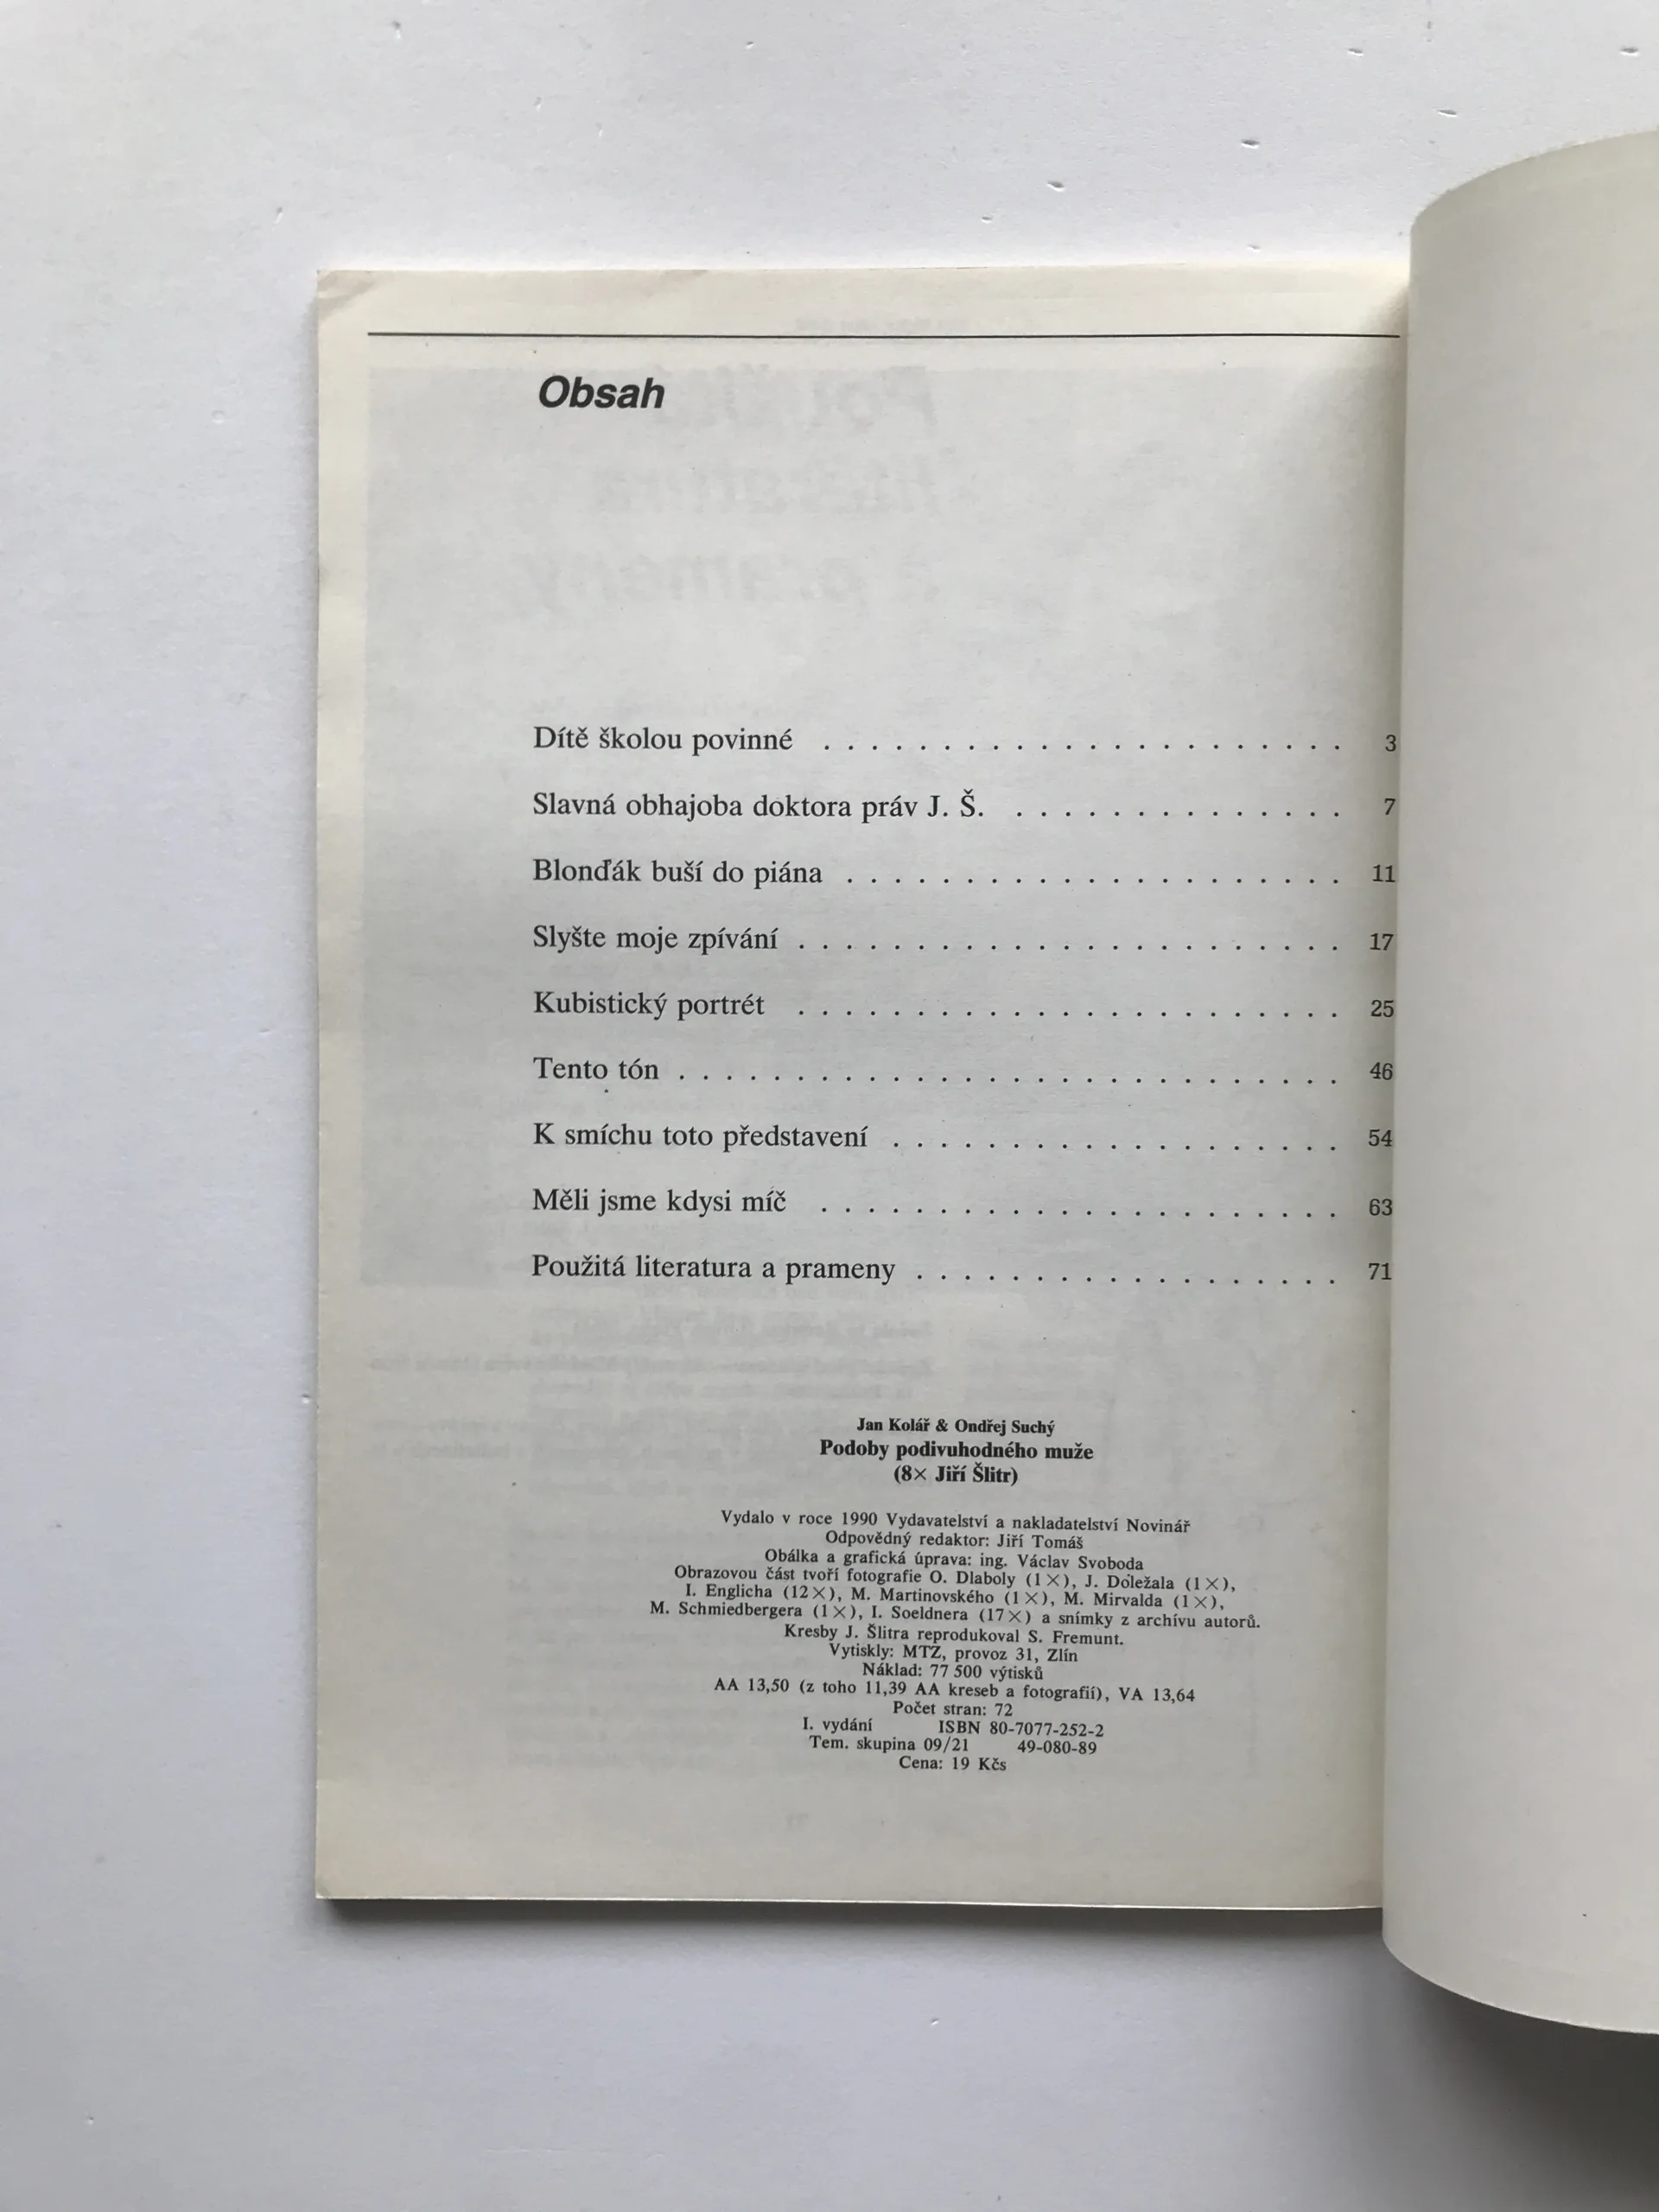 Obsah
Dítě školou povinné . . . . . . . . . . . . . . . . . . . . . . 3
Slavná obhajoba doktora práv J. Š. . . . . . . . . . . . . . . . 7
Blonďák buší do piána . . . . . . . . . . . . . . . . . . . . . 11
Slyšte moje zpívání . . . . . . . . . . . . . . . . . . . . . . . 17
Kubistický portrét . . . . . . . . . . . . . . . . . . . . . . . 25
Tento tón . . . . . . . . . . . . . . . . . . . . . . . . . . . . 46
K smíchu toto představení . . . . . . . . . . . . . . . . . . . 54
Měli jsme kdysi míč . . . . . . . . . . . . . . . . . . . . . . 63
Použitá literatura a prameny . . . . . . . . . . . . . . . . . . 71
Jan Kolář & Ondřej Suchý
Podoby podivuhodného muže
(8× Jiří Šlitr)
Vydalo v roce 1990 Vydavatelství a nakladatelství Novinář
Odpovědný redaktor: Jiří Tomáš
Obálka a grafická úprava: ing. Václav Svoboda
Obrazovou část tvoří fotografie O. Dlaboly (1×), J. Doležala (1×),
I. Englicha (12×), M. Martinovského (1×), M. Mirvalda (1×),
M. Schmiedbergera (1×), I. Soeldnera (17×) a snímky z archívu autorů.
Kresby J. Šlitra reprodukoval S. Fremunt.
Vytiskly: MTZ, provoz 31, Zlín
Náklad: 77 500 výtisků
AA 13,50 (z toho 11,39 AA kreseb a fotografií), VA 13,64
Počet stran: 72
I. vydání ISBN 80-7077-252-2
Tem. skupina 09/21 49-080-89
Cena: 19 Kčs